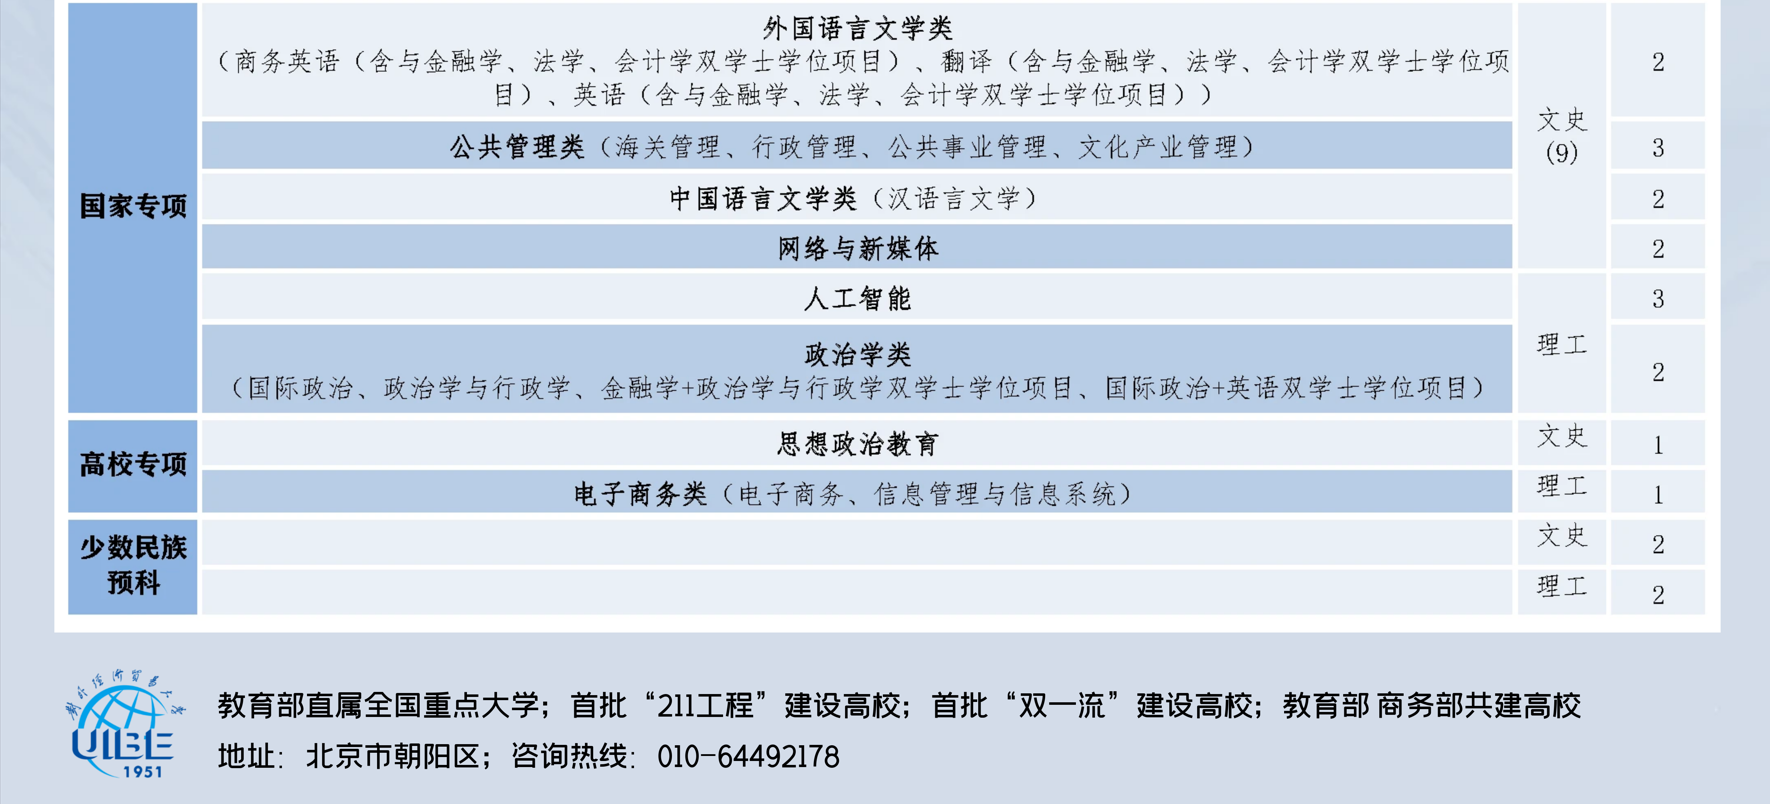 国家专项
外国语言文学类
（商务英语（含与金融学、法学、会计学双学士学位项目）、翻译（含与金融学、法学、会计学双学士学位项
目）、英语（含与金融学、法学、会计学双学士学位项目））
文史
(9)
2
公共管理类（海关管理、行政管理、公共事业管理、文化产业管理）
3
中国语言文学类（汉语言文学）
2
网络与新媒体
2
人工智能
理工
3
政治学类
（国际政治、政治学与行政学、金融学+政治学与行政学双学士学位项目、国际政治+英语双学士学位项目）
2
高校专项
思想政治教育
文史
1
电子商务类（电子商务、信息管理与信息系统）
理工
1
少数民族
预科
文史
2
理工
2
对外经济贸易大学
UIBE
1951
教育部直属全国重点大学；首批“211工程”建设高校；首批“双一流”建设高校；教育部 商务部共建高校
地址：北京市朝阳区；咨询热线：010-64492178